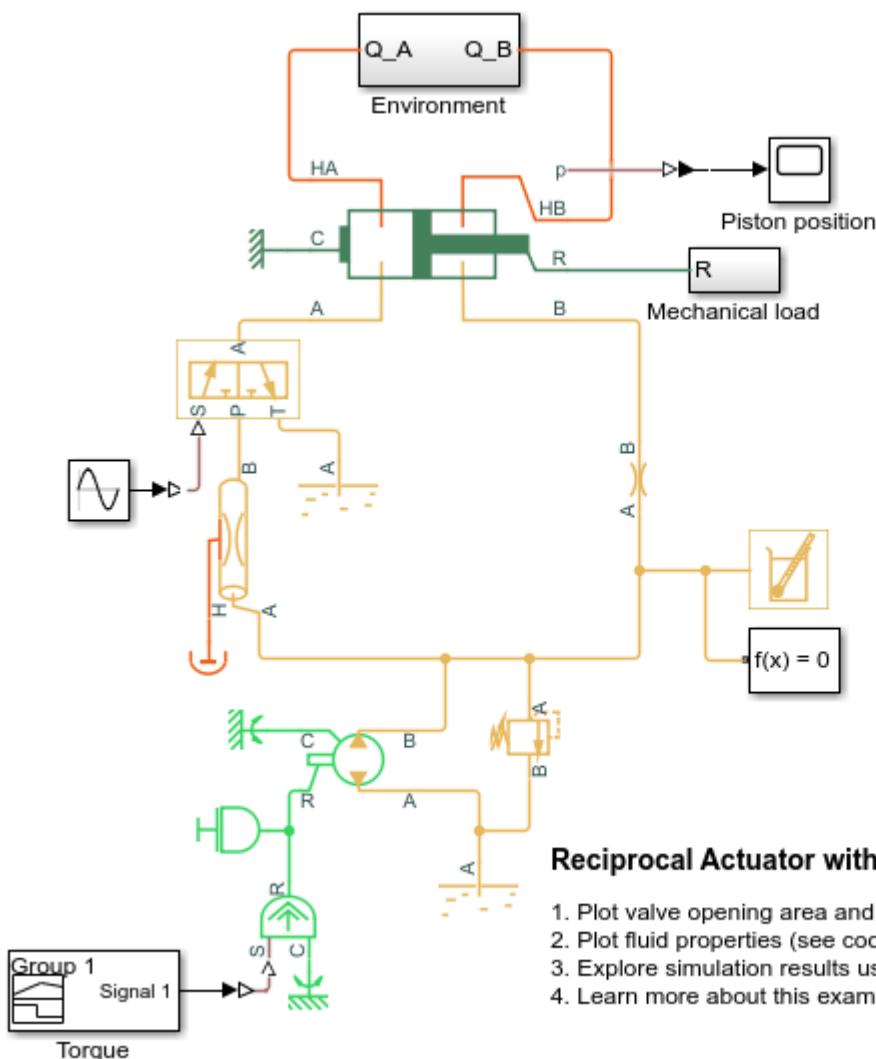 Q_A Q_B
Environment
HA
p
HB
Piston position
C
R
R
Mechanical load
A
B
A
S
P
T
B
A
B
A
H
A
f(x) = 0
C
B
A
B
R
A
A
R
S
C
Reciprocal Actuator with
1. Plot valve opening area and
2. Plot fluid properties (see coc
3. Explore simulation results us
4. Learn more about this exam
Group 1
Signal 1
Torque